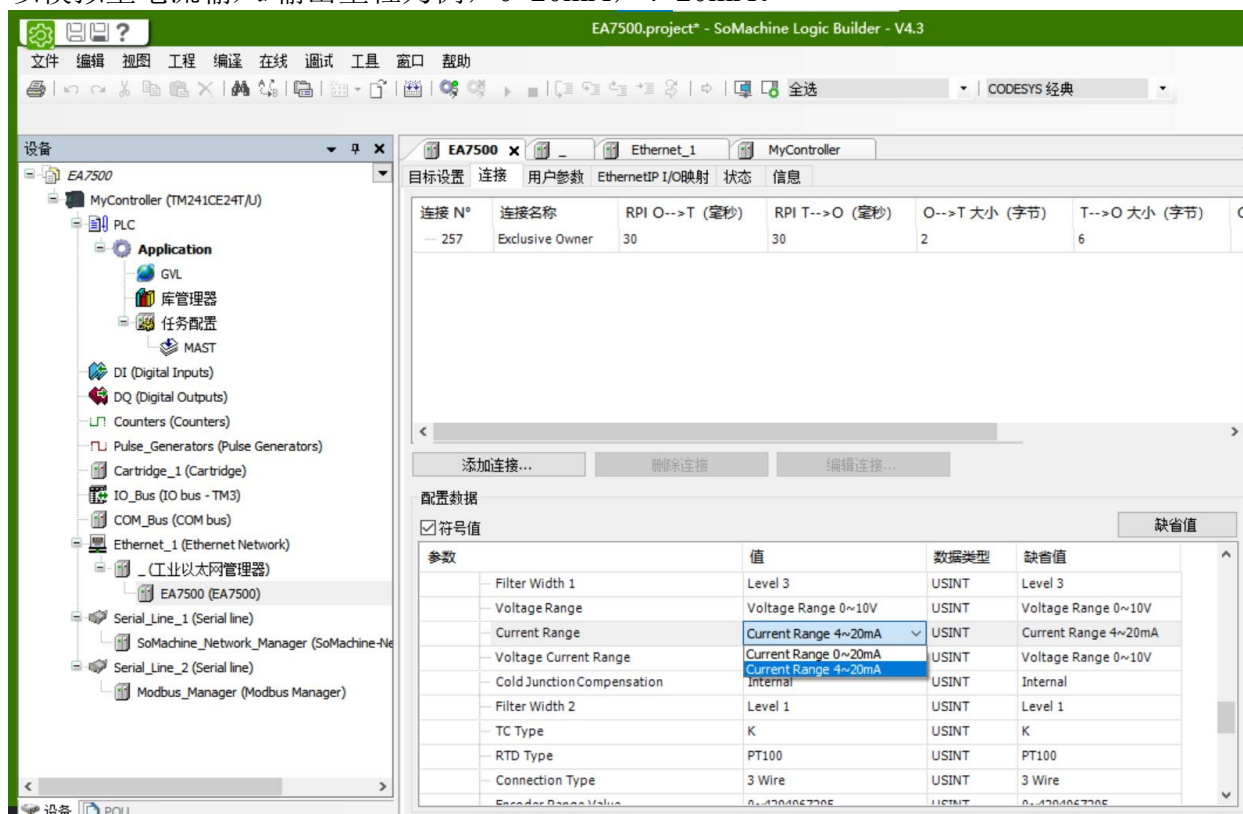 EA7500.project* - SoMachine Logic Builder - V4.3
文件 编辑 视图 工程 编译 在线 调试 工具 窗口 帮助
全选 CODESYS 经典
设备
EA7500
MyController (TM241CE24T/U)
PLC
Application
GVL
库管理器
任务配置
MAST
DI (Digital Inputs)
DQ (Digital Outputs)
Counters (Counters)
Pulse_Generators (Pulse Generators)
Cartridge_1 (Cartridge)
IO_Bus (IO bus - TM3)
COM_Bus (COM bus)
Ethernet_1 (Ethernet Network)
_ (工业以太网管理器)
EA7500 (EA7500)
Serial_Line_1 (Serial line)
SoMachine_Network_Manager (SoMachine-Ne
Serial_Line_2 (Serial line)
Modbus_Manager (Modbus Manager)
设备 POU
EA7500 _ Ethernet_1 MyController
目标设置 连接 用户参数 EthernetIP I/O映射 状态 信息
连接 N° 连接名称 RPI O-->T (毫秒) RPI T-->O (毫秒) O-->T 大小 (字节) T-->O 大小 (字节)
257 Exclusive Owner 30 30 2 6
添加连接... 删除连接 编辑连接...
配置数据
符号值 缺省值
参数 值 数据类型 缺省值
Filter Width 1 Level 3 USINT Level 3
Voltage Range Voltage Range 0~10V USINT Voltage Range 0~10V
Current Range Current Range 4~20mA USINT Current Range 4~20mA
Current Range 0~20mA
Current Range 4~20mA
Voltage Current Range USINT Voltage Range 0~10V
Cold Junction Compensation Internal USINT Internal
Filter Width 2 Level 1 USINT Level 1
TC Type K USINT K
RTD Type PT100 USINT PT100
Connection Type 3 Wire USINT 3 Wire
Encoder Range Value 0~4294967295 USINT 0~4294967295